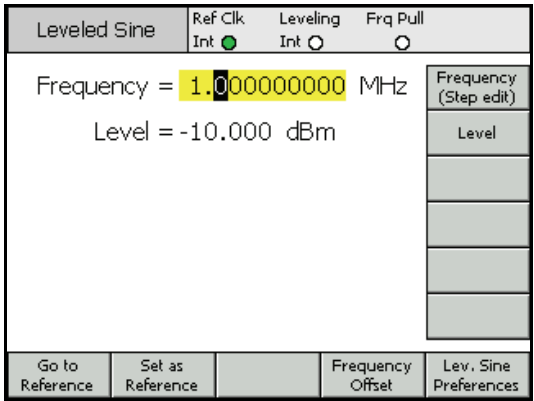 Leveled Sine
Ref Clk Leveling Frq Pull
Int Int
Frequency = 1.000000000 MHz
Level = -10.000 dBm
Frequency
(Step edit)
Level
Go to
Reference
Set as
Reference
Frequency
Offset
Lev. Sine
Preferences